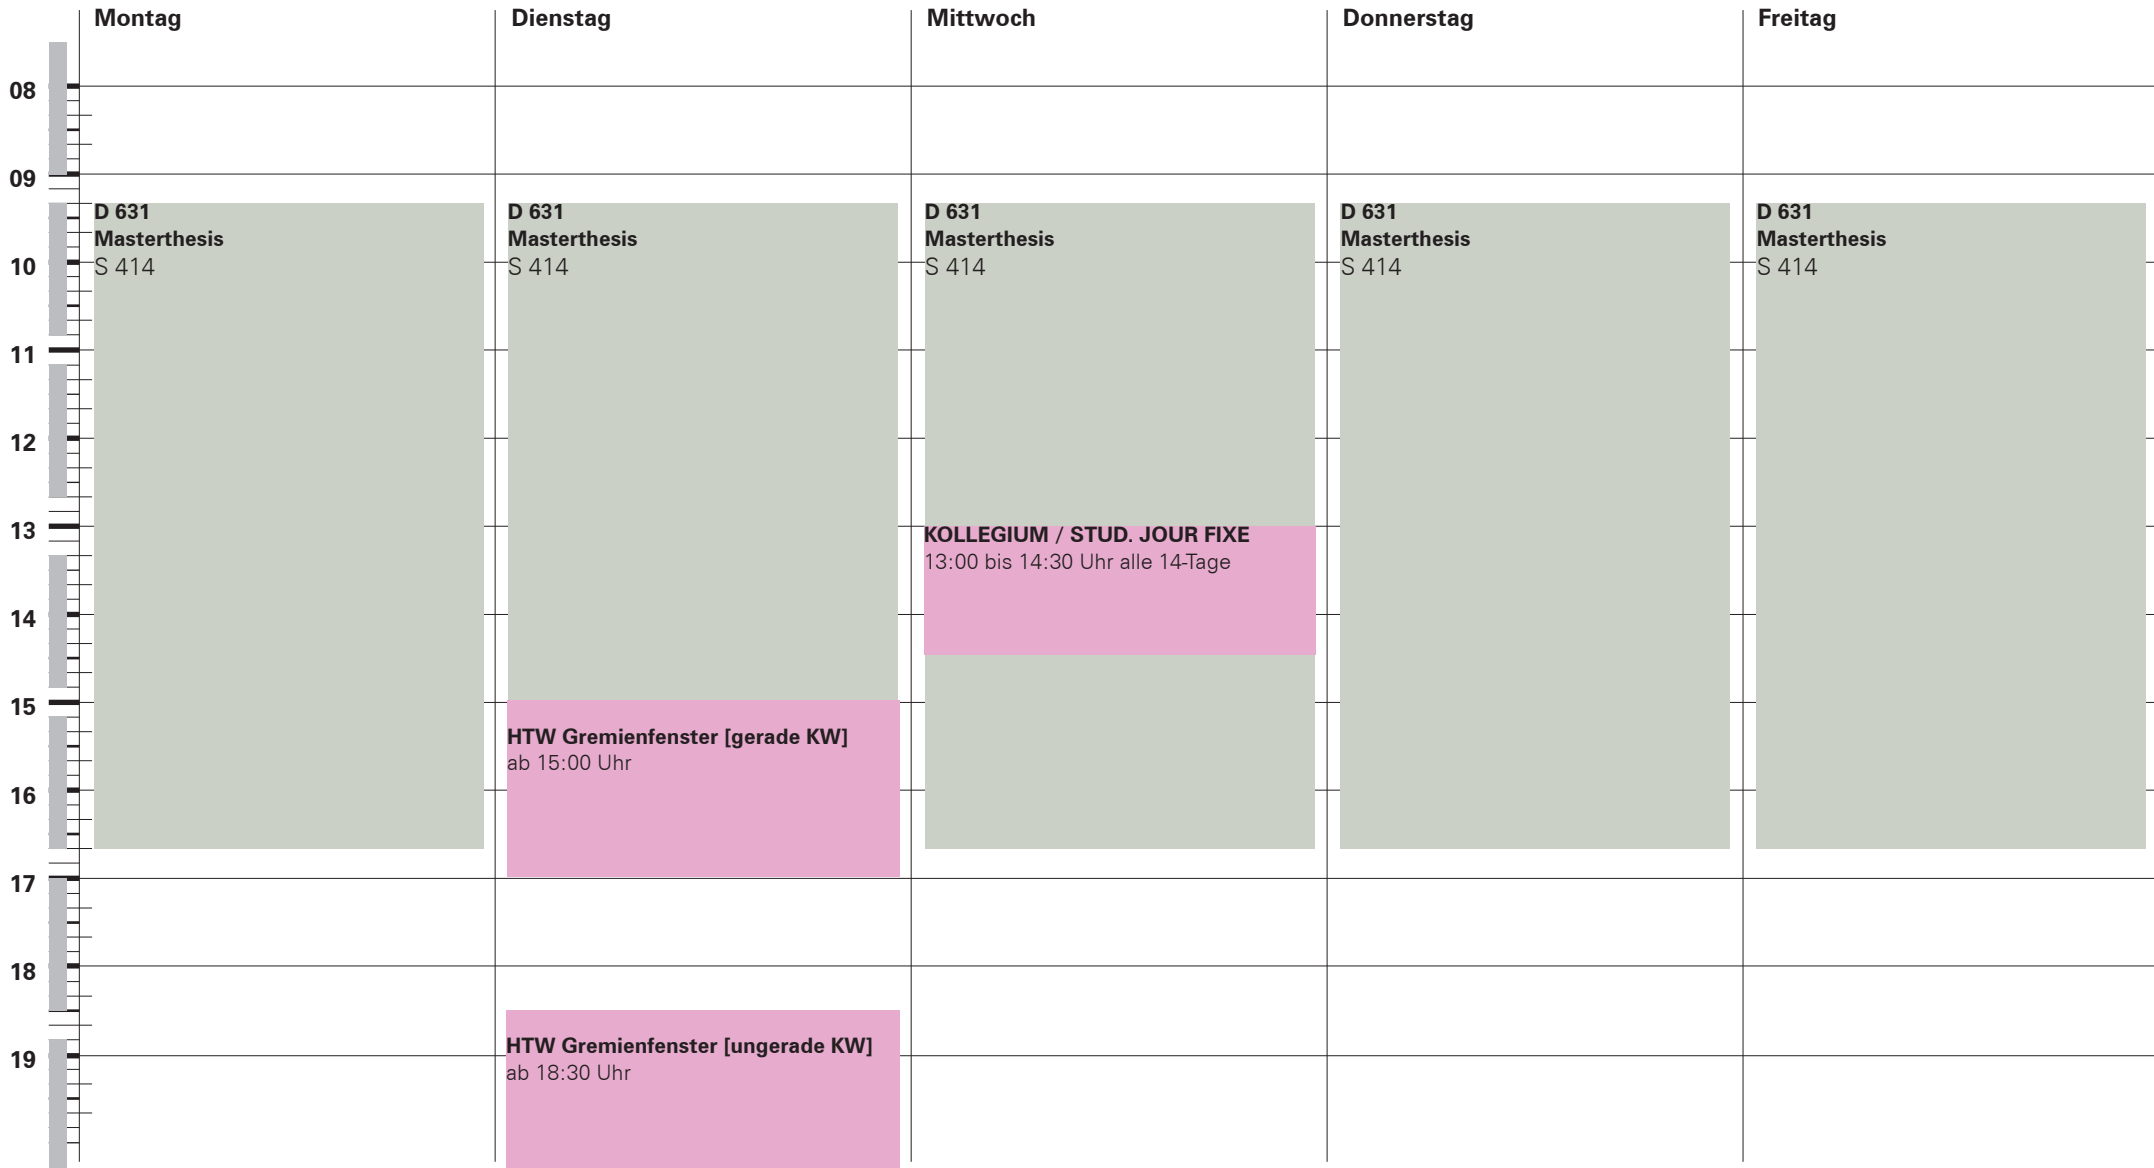 Montag
Dienstag
Mittwoch
Donnerstag
Freitag
08
09
10
11
12
13
14
15
16
17
18
19
D 631
Masterthesis
S 414
D 631
Masterthesis
S 414
HTW Gremienfenster [gerade KW]
ab 15:00 Uhr
HTW Gremienfenster [ungerade KW]
ab 18:30 Uhr
D 631
Masterthesis
S 414
KOLLEGIUM / STUD. JOUR FIXE
13:00 bis 14:30 Uhr alle 14-Tage
D 631
Masterthesis
S 414
D 631
Masterthesis
S 414